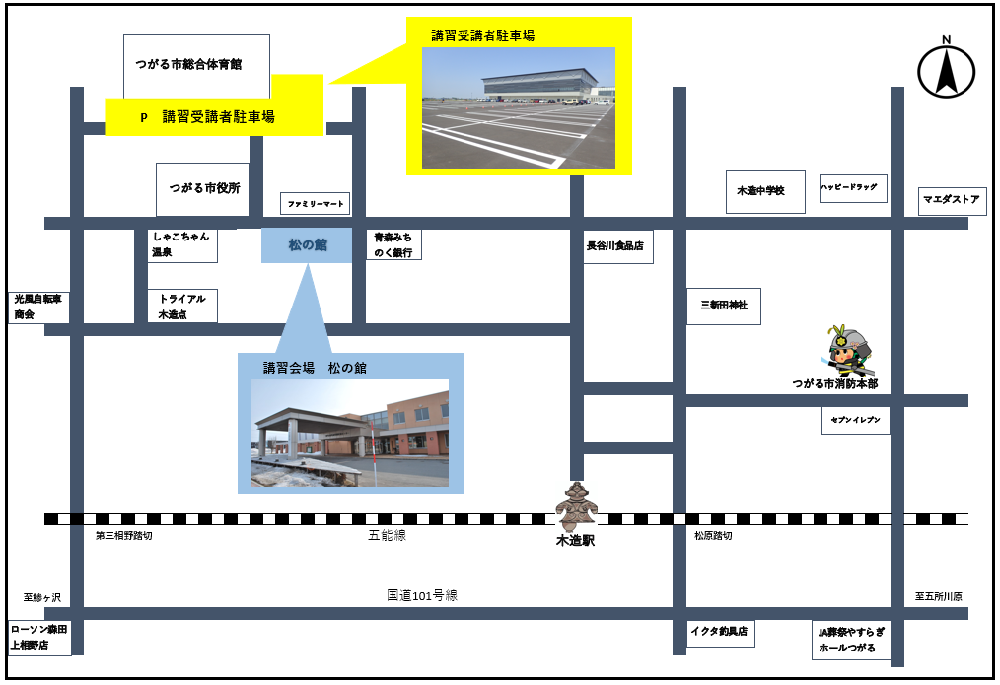 講習受講者駐車場
N
つがる市総合体育館
P　講習受講者駐車場
つがる市役所
ファミリーマート
木造中学校
ハッピードラッグ
マエダストア
しゃこちゃん
温泉
松の館
青森みち
のく銀行
長谷川食品店
光風自転車
商会
トライアル
木造点
三新田神社
講習会場　松の館
つがる市消防本部
セブンイレブン
第三相野踏切
五能線
木造駅
松原踏切
至鰺ヶ沢
国道101号線
至五所川原
ローソン森田
上相野店
イクタ釣具店
JA葬祭やすらぎ
ホールつがる